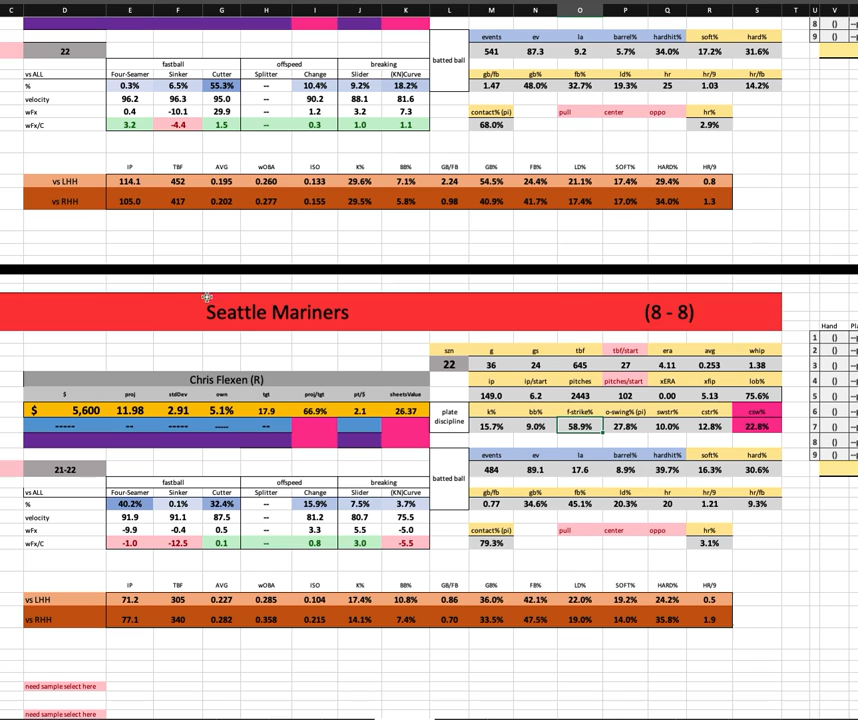 C D E F G H I J K L M N O P Q R S T U V
8
9
events ev la barrel% hardhit% soft% hard%
22 batted ball 541 87.3 9.2 5.7% 34.0% 17.2% 31.6%
fastball offspeed breaking
vs ALL Four-Seamer Sinker Cutter Splitter Change Slider (KN)Curve gb/fb gb% fb% ld% hr hr/9 hr/fb
% 0.3% 6.5% 55.3% -- 10.4% 9.2% 18.2% 1.47 48.0% 32.7% 19.3% 25 1.03 14.2%
velocity 96.2 96.3 95.0 -- 90.2 88.1 81.6
wFx 0.4 -10.1 29.9 -- 1.2 3.2 7.3 contact% (pi) pull center oppo hr%
wFx/C 3.2 -4.4 1.5 -- 0.3 1.0 1.1 68.0% 2.9%
IP TBF AVG wOBA ISO K% BB% GB/FB GB% FB% LD% SOFT% HARD% HR/9
vs LHH 114.1 452 0.195 0.260 0.133 29.6% 7.1% 2.24 54.5% 24.4% 21.1% 17.4% 29.4% 0.8
vs RHH 105.0 417 0.202 0.277 0.155 29.5% 5.8% 0.98 40.9% 41.7% 17.4% 17.0% 34.0% 1.3
Seattle Mariners (8 - 8)
Hand
1 ()
szn g gs tbf tbf/start era avg whip 2 ()
22 36 24 645 27 4.11 0.253 1.38 3 ()
Chris Flexen (R) ip ip/start pitches pitches/start xERA xfip lob% 4 ()
$ proj stdDev own tgt proj/tgt pt/$ sheetsValue 149.0 6.2 2443 102 0.00 5.13 75.6% 5 ()
$ 5,600 11.98 2.91 5.1% 17.9 66.9% 2.1 26.37 plate discipline k% bb% f-strike% o-swing% (pi) swstr% cstr% csw% 6 ()
----- -- ---- ---- -- 15.7% 9.0% 58.9% 27.8% 10.0% 12.8% 22.8% 7 ()
8 ()
events ev la barrel% hardhit% soft% hard% 9 ()
21-22 batted ball 484 89.1 17.6 8.9% 39.7% 16.3% 30.6%
fastball offspeed breaking
vs ALL Four-Seamer Sinker Cutter Splitter Change Slider (KN)Curve gb/fb gb% fb% ld% hr hr/9 hr/fb
% 40.2% 0.1% 32.4% -- 15.9% 7.5% 3.7% 0.77 34.6% 45.1% 20.3% 20 1.21 9.3%
velocity 91.9 91.1 87.5 -- 81.2 80.7 75.5
wFx -9.9 -0.4 0.5 -- 3.3 5.5 -5.0 contact% (pi) pull center oppo hr%
wFx/C -1.0 -12.5 0.1 -- 0.8 3.0 -5.5 79.3% 3.1%
IP TBF AVG wOBA ISO K% BB% GB/FB GB% FB% LD% SOFT% HARD% HR/9
vs LHH 71.2 305 0.227 0.285 0.104 17.4% 10.8% 0.86 36.0% 42.1% 22.0% 19.2% 24.2% 0.5
vs RHH 77.1 340 0.282 0.358 0.215 14.1% 7.4% 0.70 33.5% 47.5% 19.0% 14.0% 35.8% 1.9
need sample select here
need sample select here